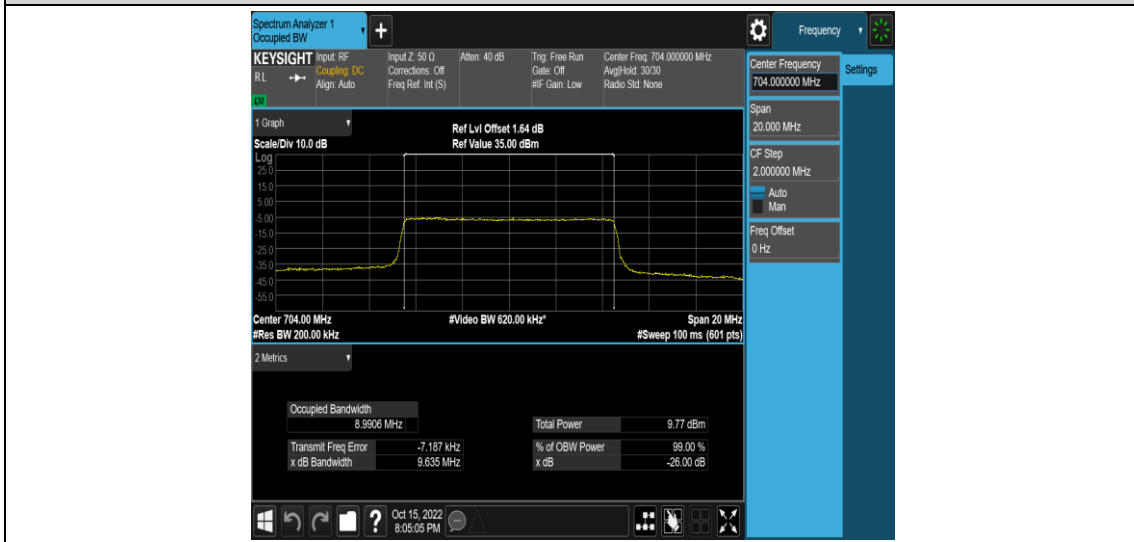 Spectrum Analyzer 1
Occupied BW
+
Frequency
KEYSIGHT
RL
LXI
Input: RF
Coupling: DC
Align: Auto
Input Z: 50 Ω
Corrections: Off
Freq Ref: Int (S)
Atten: 40 dB
Trig: Free Run
Gate: Off
#IF Gain: Low
Center Freq: 704.000000 MHz
Avg|Hold: 30/30
Radio Std: None
Center Frequency
704.000000 MHz
Settings
Span
20.000 MHz
CF Step
2.000000 MHz
Auto
Man
Freq Offset
0 Hz
1 Graph
Scale/Div 10.0 dB
Ref Lvl Offset 1.64 dB
Ref Value 35.00 dBm
Log
25.0
15.0
5.00
-5.00
-15.0
-25.0
-35.0
-45.0
-55.0
Center 704.00 MHz
#Video BW 620.00 kHz*
Span 20 MHz
#Res BW 200.00 kHz
#Sweep 100 ms (601 pts)
2 Metrics
Occupied Bandwidth
8.9906 MHz
Total Power 9.77 dBm
Transmit Freq Error -7.187 kHz
% of OBW Power 99.00 %
x dB Bandwidth 9.635 MHz
x dB -26.00 dB
?
Oct 15, 2022
8:05:05 PM